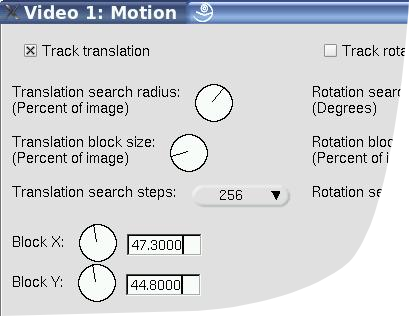 Video 1: Motion
Track translation
Track rota
Translation search radius:
(Percent of image)
Rotation searc
(Degrees)
Translation block size:
(Percent of image)
Rotation bloc
(Percent of i
Translation search steps:
256
Rotation se
Block X:
47.3000
Block Y:
44.8000